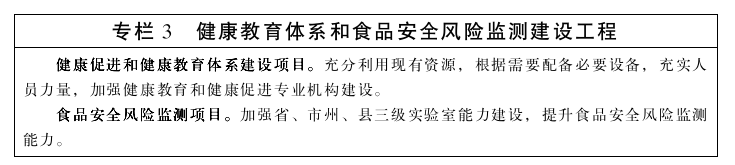 专栏 3　健康教育体系和食品安全风险监测建设工程
健康促进和健康教育体系建设项目。充分利用现有资源，根据需要配备必要设备，充实人
员力量，加强健康教育和健康促进专业机构建设。
食品安全风险监测项目。加强省、市州、县三级实验室能力建设，提升食品安全风险监测
能力。